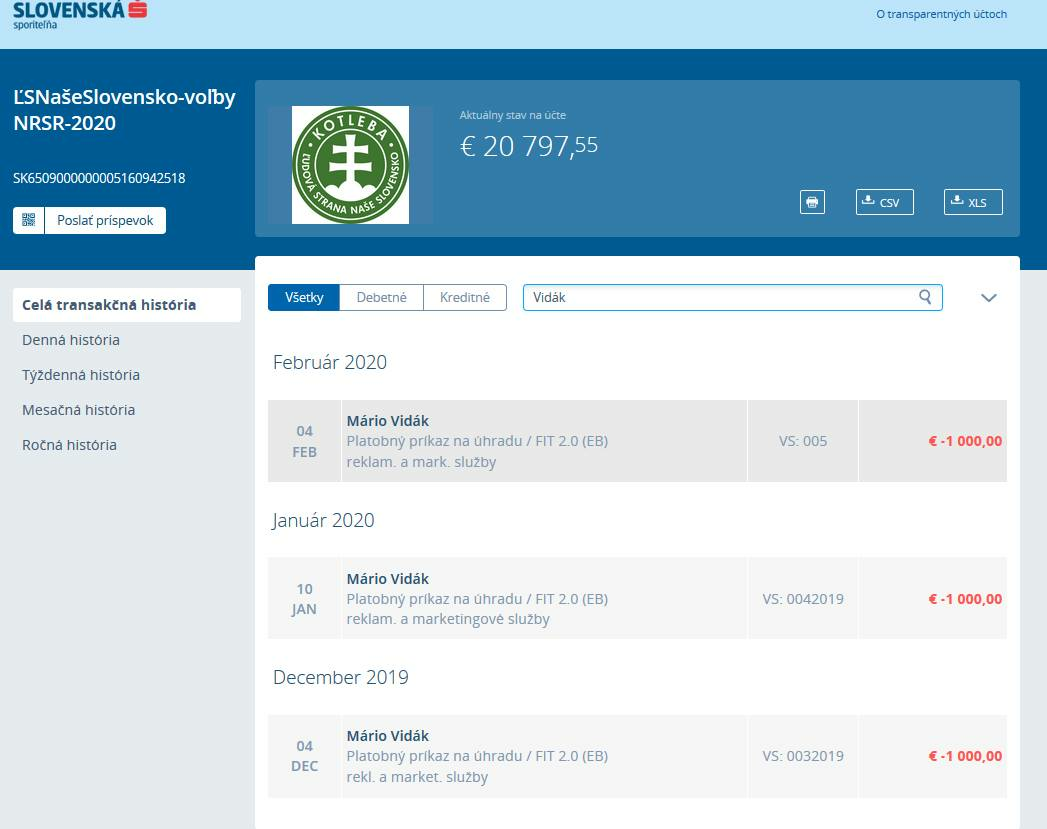 SLOVENSKÁ
sporiteľňa
O transparentných účtoch
ĽSNašeSlovensko-voľby
NRSR-2020
SK6509000000005160942518
Poslať príspevok
KOTLEBA
ĽUDOVÁ STRANA NAŠE SLOVENSKO
Aktuálny stav na účte
€ 20 797,55
CSV
XLS
Celá transakčná história
Denná história
Týždenná história
Mesačná história
Ročná história
Všetky
Debetné
Kreditné
Vidák
Február 2020
04
FEB
Mário Vidák
Platobný príkaz na úhradu / FIT 2.0 (EB)
reklam. a mark. služby
VS: 005
€ -1 000,00
Január 2020
10
JAN
Mário Vidák
Platobný príkaz na úhradu / FIT 2.0 (EB)
reklam. a marketingové služby
VS: 0042019
€ -1 000,00
December 2019
04
DEC
Mário Vidák
Platobný príkaz na úhradu / FIT 2.0 (EB)
rekl. a market. služby
VS: 0032019
€ -1 000,00